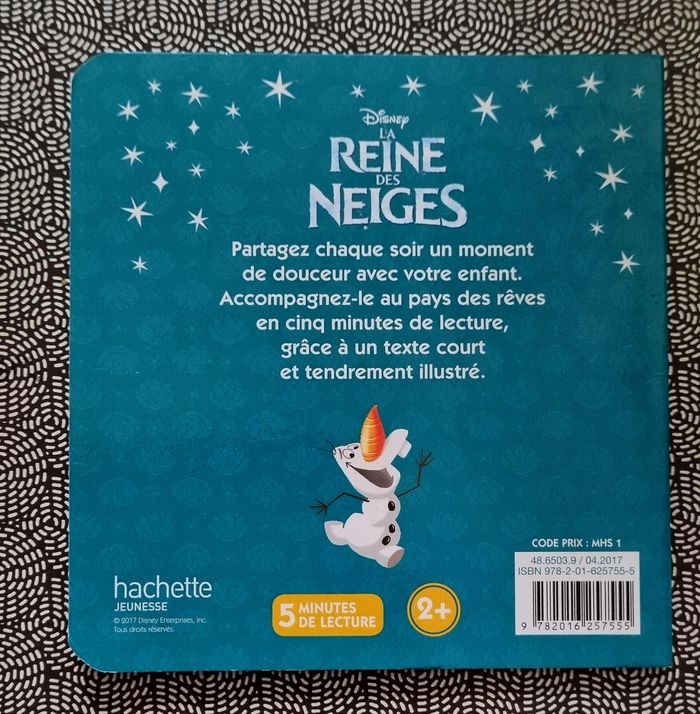 Disney
LA
REINE
DES
NEIGES
Partagez chaque soir un moment
de douceur avec votre enfant.
Accompagnez-le au pays des rêves
en cinq minutes de lecture,
grâce à un texte court
et tendrement illustré.
CODE PRIX : MHS 1
48.6503.9 / 04.2017
ISBN 978-2-01-625755-5
9 782016 257555
hachette
JEUNESSE
© 2017 Disney Enterprises, Inc.
Tous droits réservés.
5 MINUTES
DE LECTURE
2+